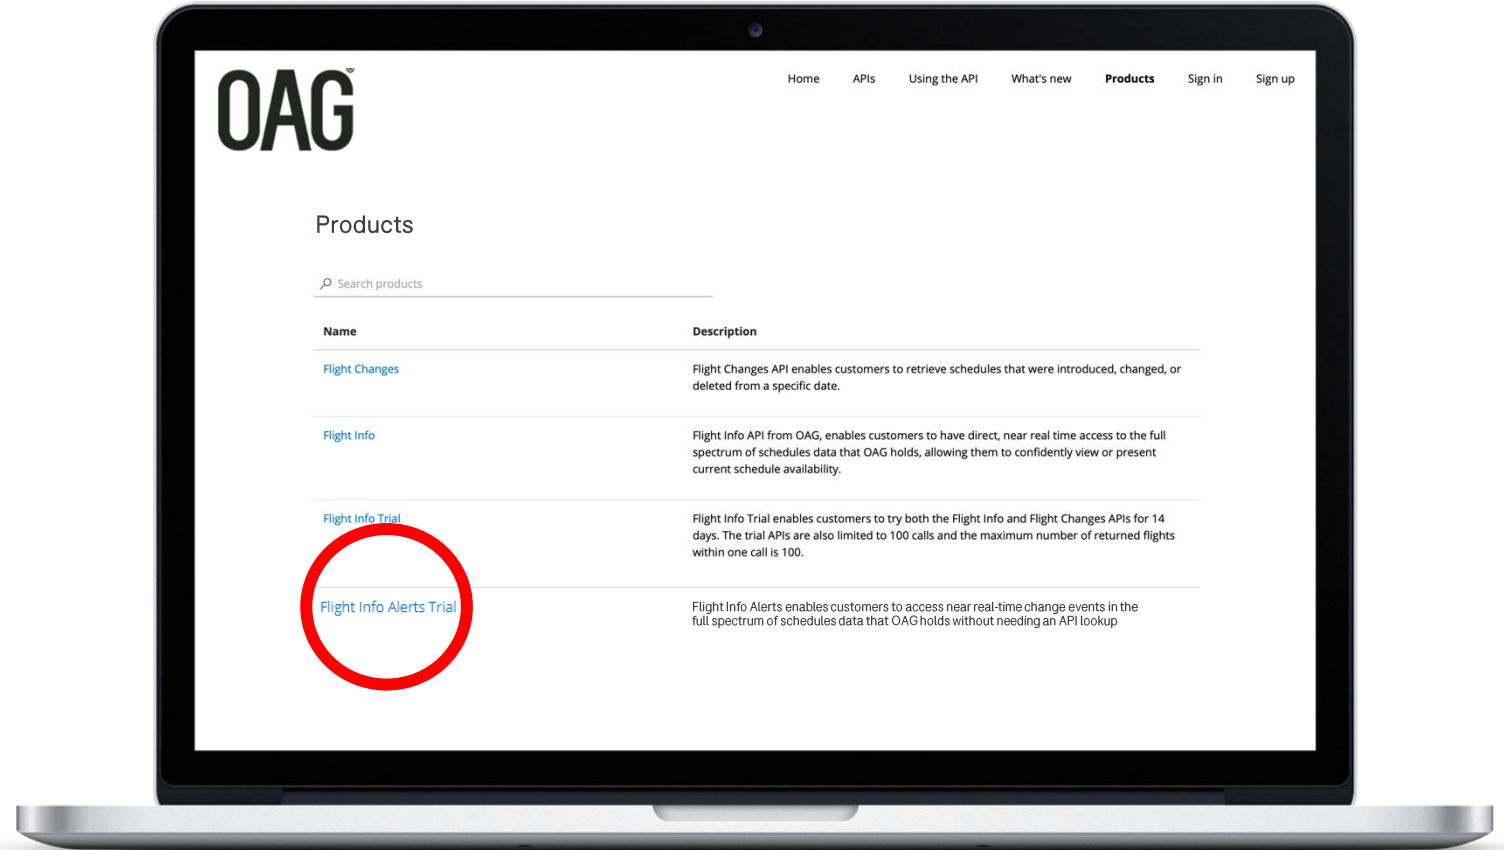 OAG®
Home APIs Using the API What's new Products Sign in Sign up
Products
Search products
Name Description
Flight Changes Flight Changes API enables customers to retrieve schedules that were introduced, changed, or
deleted from a specific date.
Flight Info Flight Info API from OAG, enables customers to have direct, near real time access to the full
spectrum of schedules data that OAG holds, allowing them to confidently view or present
current schedule availability.
Flight Info Trial Flight Info Trial enables customers to try both the Flight Info and Flight Changes APIs for 14
days. The trial APIs are also limited to 100 calls and the maximum number of returned flights
within one call is 100.
Flight Info Alerts Trial Flight Info Alerts enables customers to access near real-time change events in the
full spectrum of schedules data that OAG holds without needing an API lookup